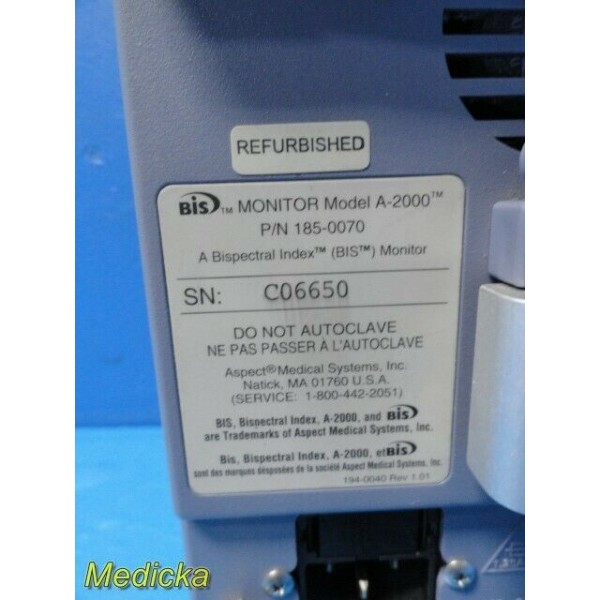 REFURBISHED
BIS™ MONITOR Model A-2000™
P/N 185-0070
A Bispectral Index™ (BIS™) Monitor
SN: C06650
DO NOT AUTOCLAVE
NE PAS PASSER À L'AUTOCLAVE
Aspect® Medical Systems, Inc.
Natick, MA 01760 U.S.A.
(SERVICE: 1-800-442-2051)
BIS, Bispectral Index, A-2000, and BIS
are Trademarks of Aspect Medical Systems, Inc.
Bis, Bispectral Index, A-2000, et BIS
sont des marques désposées de la société Aspect Medical Systems, Inc.
194-0040 Rev 1.01
Medicka